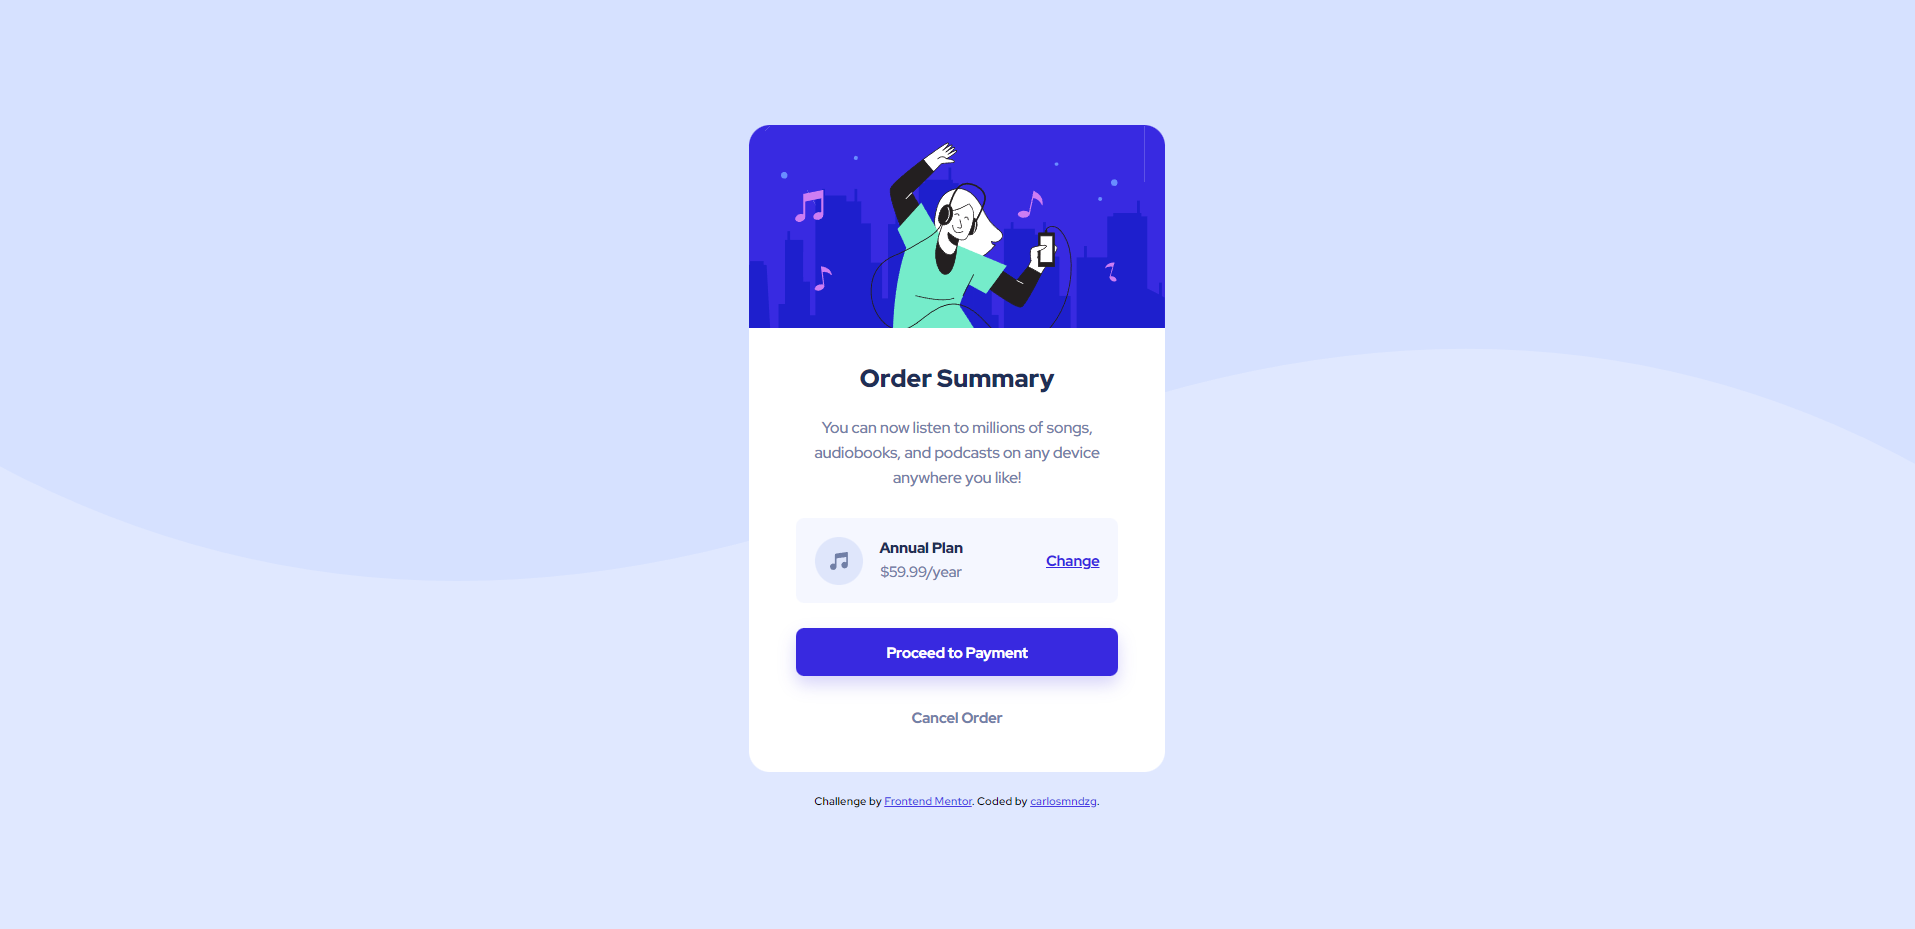 Order Summary
You can now listen to millions of songs,
audiobooks, and podcasts on any device
anywhere you like!
Annual Plan
$59.99/year
Change
Proceed to Payment
Cancel Order
Challenge by Frontend Mentor. Coded by carlosmndzg.